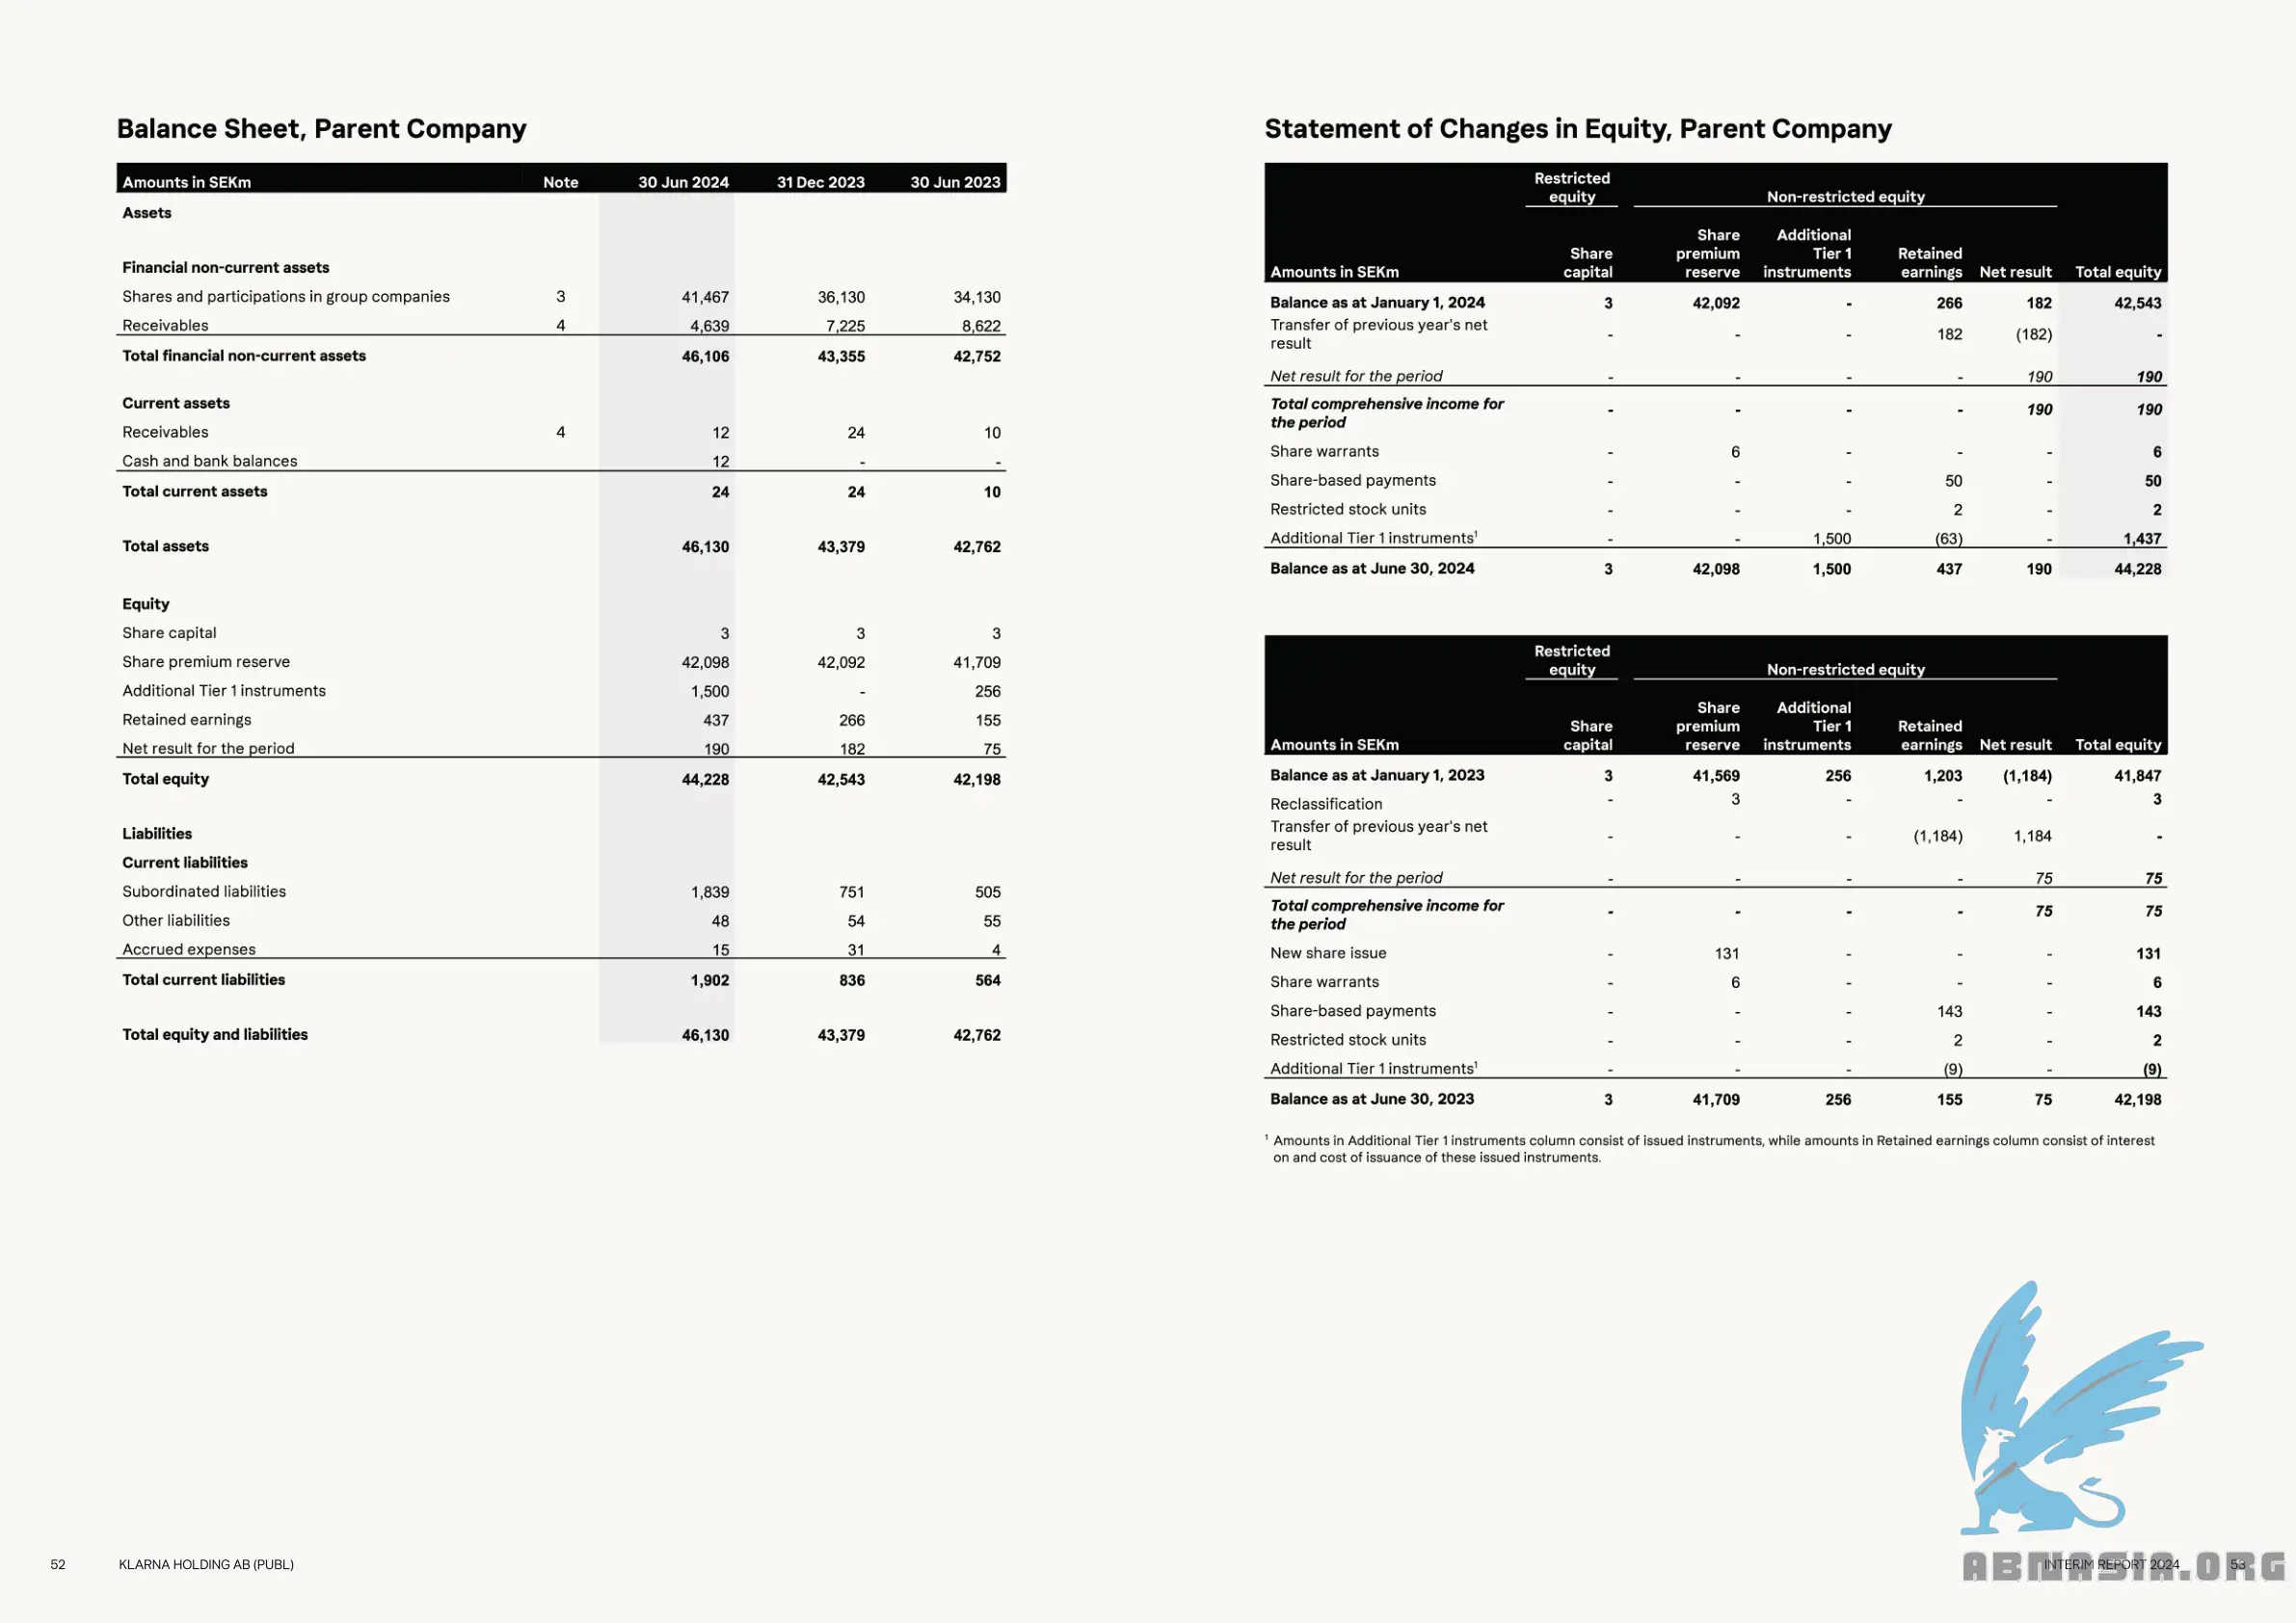 Balance Sheet, Parent Company
Amounts in SEKm Note 30 Jun 2024 31 Dec 2023 30 Jun 2023
Assets
Financial non-current assets
Shares and participations in group companies 3 41,467 36,130 34,130
Receivables 4 4,639 7,225 8,622
Total financial non-current assets 46,106 43,355 42,752
Current assets
Receivables 4 12 24 10
Cash and bank balances 12 - -
Total current assets 24 24 10
Total assets 46,130 43,379 42,762
Equity
Share capital 3 3 3
Share premium reserve 42,098 42,092 41,709
Additional Tier 1 instruments 1,500 - 256
Retained earnings 437 266 155
Net result for the period 190 182 75
Total equity 44,228 42,543 42,198
Liabilities
Current liabilities
Subordinated liabilities 1,839 751 505
Other liabilities 48 54 55
Accrued expenses 15 31 4
Total current liabilities 1,902 836 564
Total equity and liabilities 46,130 43,379 42,762
52 KLARNA HOLDING AB (PUBL)
Statement of Changes in Equity, Parent Company
Restricted
equity Non-restricted equity
Share Additional
Share premium Tier 1 Retained
Amounts in SEKm capital reserve instruments earnings Net result Total equity
Balance as at January 1, 2024 3 42,092 - 266 182 42,543
Transfer of previous year's net
result - - - 182 (182) -
Net result for the period - - - - 190 190
Total comprehensive income for
the period - - - - 190 190
Share warrants - 6 - - - 6
Share-based payments - - - 50 - 50
Restricted stock units - - - 2 - 2
Additional Tier 1 instruments¹ - - 1,500 (63) - 1,437
Balance as at June 30, 2024 3 42,098 1,500 437 190 44,228
Restricted
equity Non-restricted equity
Share Additional
Share premium Tier 1 Retained
Amounts in SEKm capital reserve instruments earnings Net result Total equity
Balance as at January 1, 2023 3 41,569 256 1,203 (1,184) 41,847
Reclassification - 3 - - - 3
Transfer of previous year's net
result - - - (1,184) 1,184 -
Net result for the period - - - - 75 75
Total comprehensive income for
the period - - - - 75 75
New share issue - 131 - - - 131
Share warrants - 6 - - - 6
Share-based payments - - - 143 - 143
Restricted stock units - - - 2 - 2
Additional Tier 1 instruments¹ - - - (9) - (9)
Balance as at June 30, 2023 3 41,709 256 155 75 42,198
¹ Amounts in Additional Tier 1 instruments column consist of issued instruments, while amounts in Retained earnings column consist of interest
on and cost of issuance of these issued instruments.
INTERIM REPORT 2024 53
ABNASIA.ORG